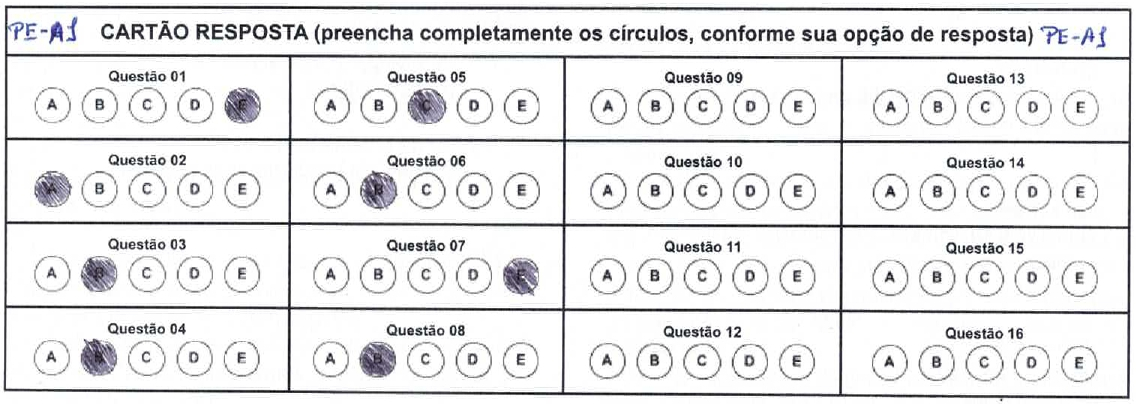 PE-A1 CARTÃO RESPOSTA (preencha completamente os círculos, conforme sua opção de resposta) PE-A1
Questão 01
A B C D E
Questão 02
A B C D E
Questão 03
A B C D E
Questão 04
A B C D E
Questão 05
A B C D E
Questão 06
A B C D E
Questão 07
A B C D E
Questão 08
A B C D E
Questão 09
A B C D E
Questão 10
A B C D E
Questão 11
A B C D E
Questão 12
A B C D E
Questão 13
A B C D E
Questão 14
A B C D E
Questão 15
A B C D E
Questão 16
A B C D E